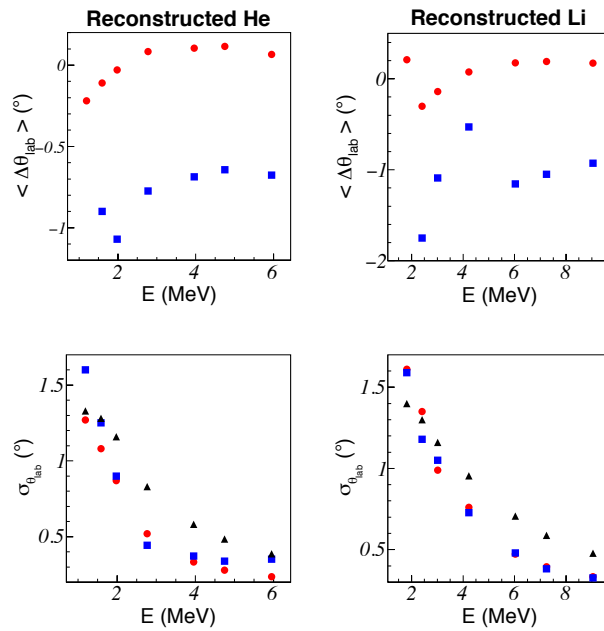 Reconstructed He
Reconstructed Li
< Δθlab > (°)
0
−0.5
−1
2 4 6
E (MeV)
< Δθlab > (°)
0
−1
−2
2 4 6 8
E (MeV)
σθlab (°)
1.5
1
0.5
2 4 6
E (MeV)
σθlab (°)
1.5
1
0.5
2 4 6 8
E (MeV)